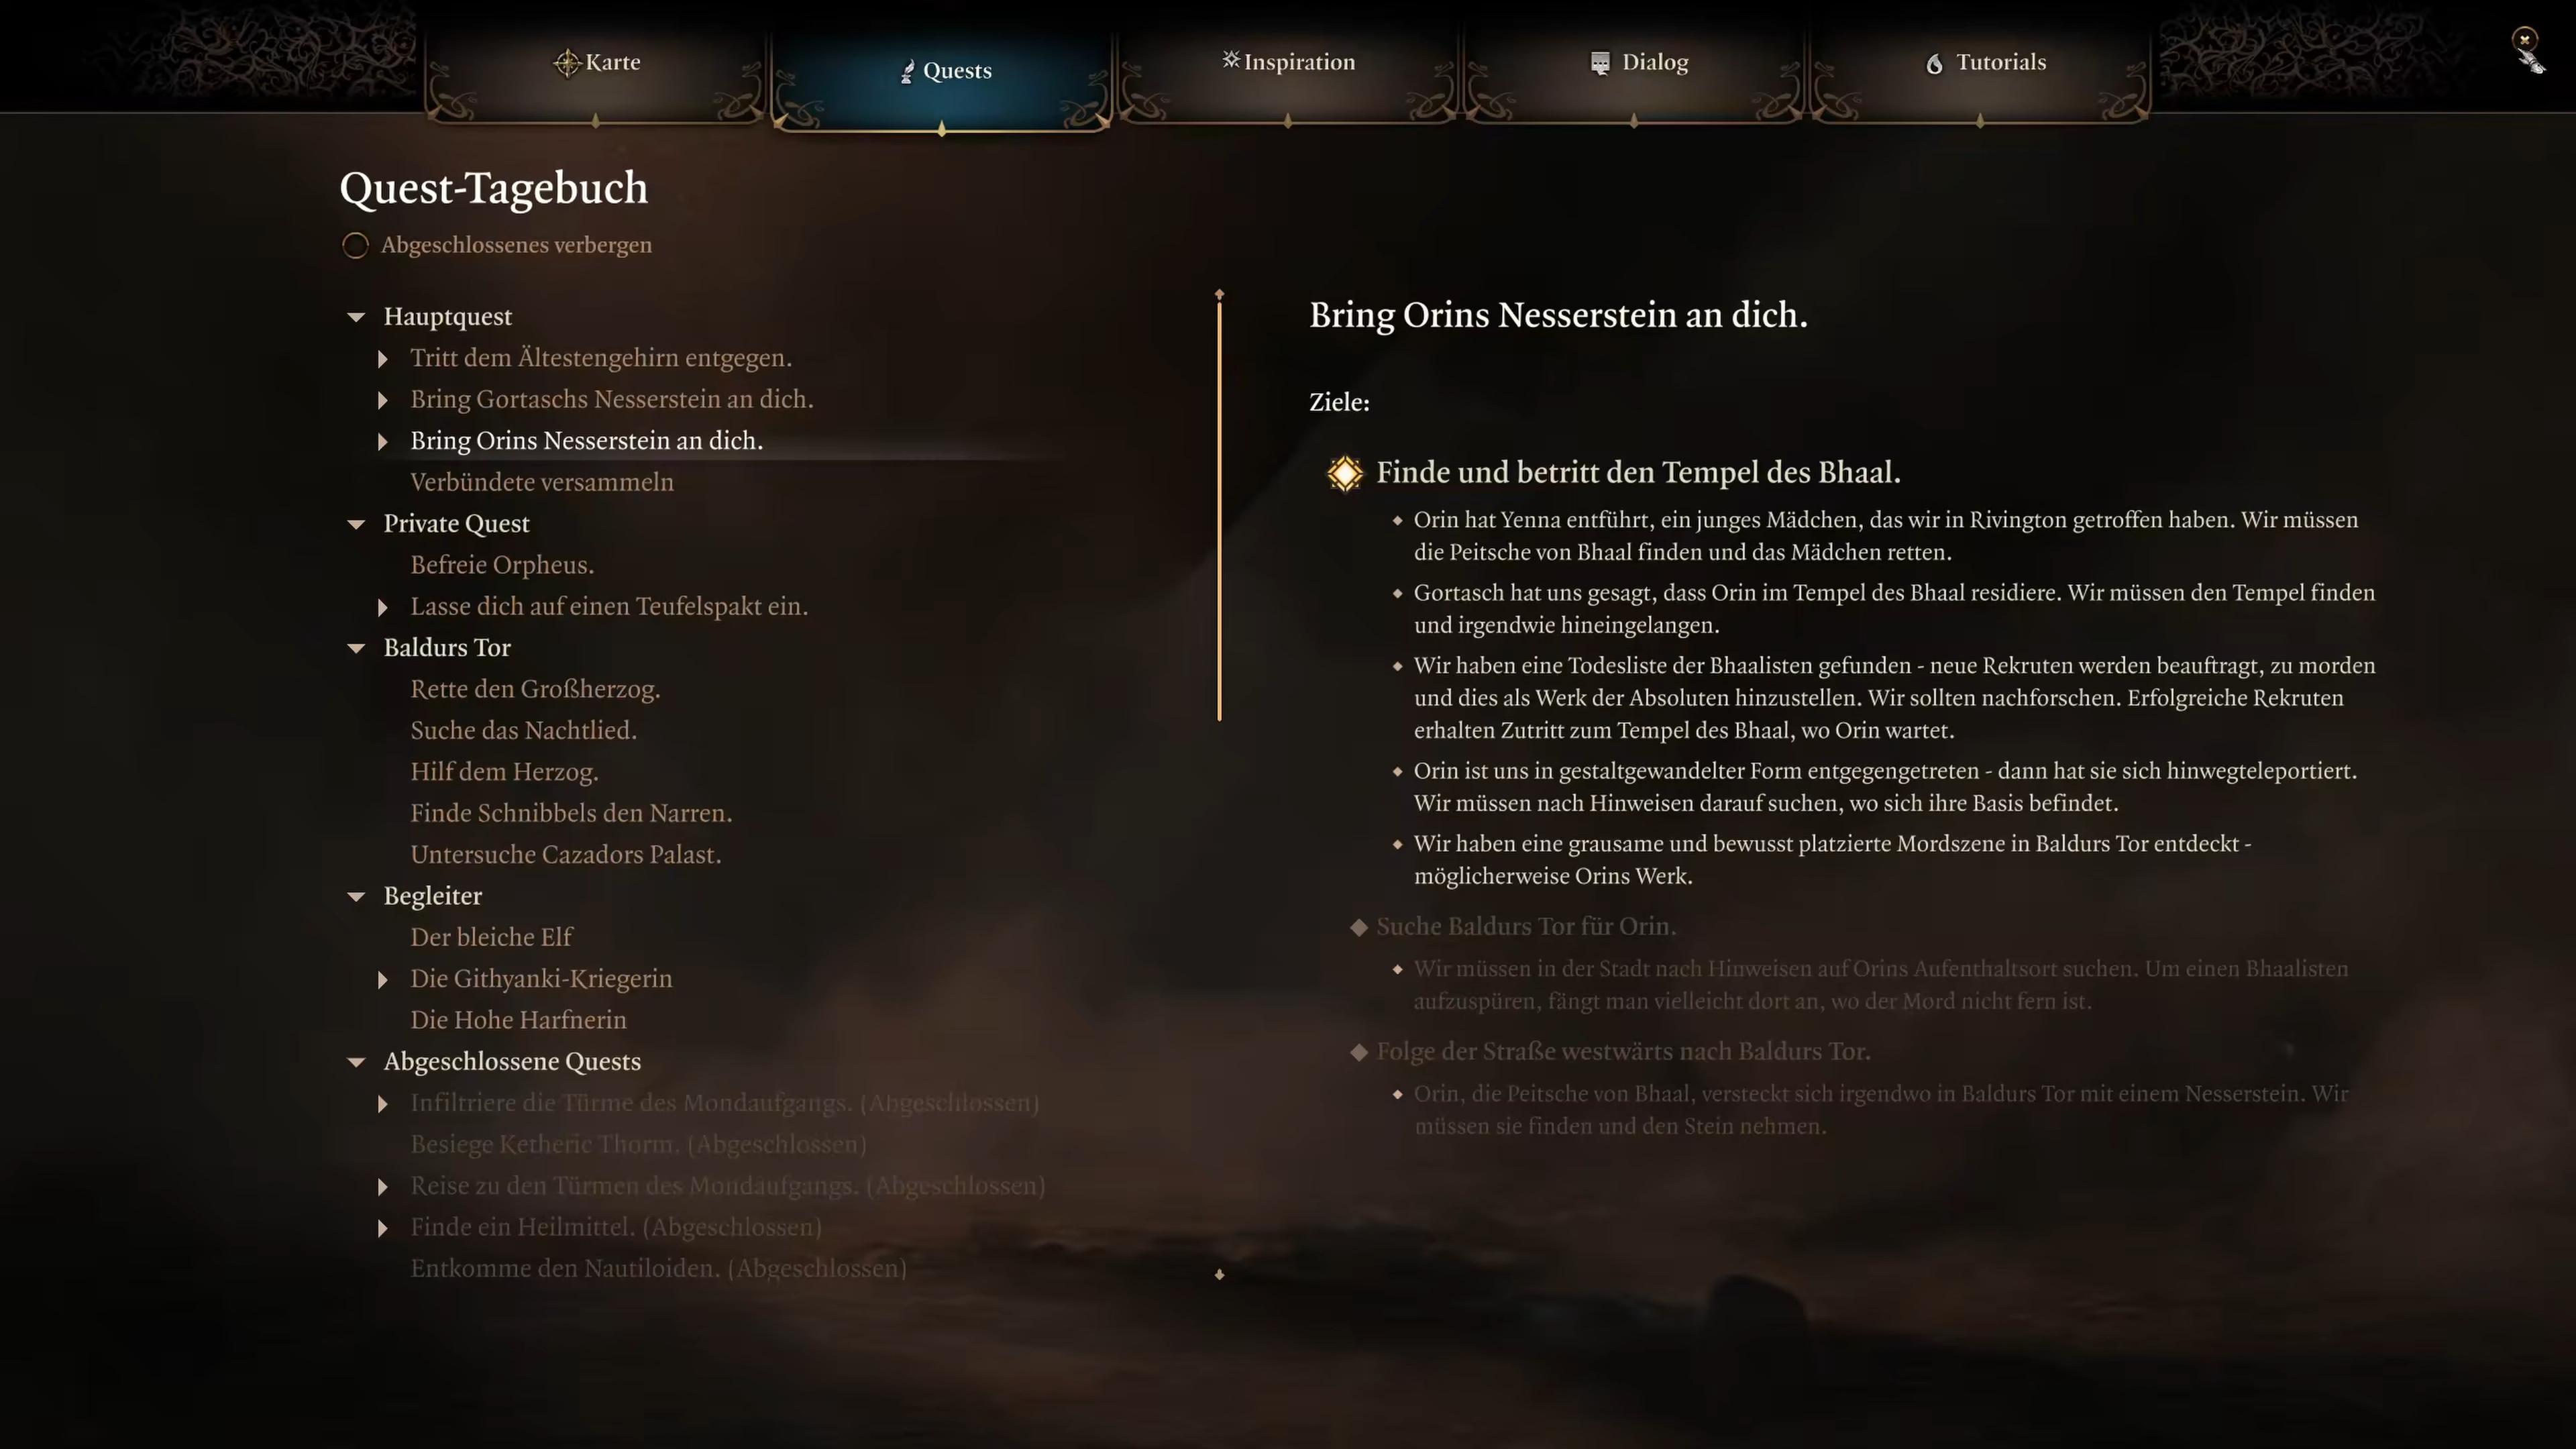 Karte
Quests
Inspiration
Dialog
Tutorials
Quest-Tagebuch
Abgeschlossenes verbergen
Hauptquest
Tritt dem Ältestengehirn entgegen.
Bring Gortaschs Nesserstein an dich.
Bring Orins Nesserstein an dich.
Verbündete versammeln
Private Quest
Befreie Orpheus.
Lasse dich auf einen Teufelspakt ein.
Baldurs Tor
Rette den Großherzog.
Suche das Nachtlied.
Hilf dem Herzog.
Finde Schnibbels den Narren.
Untersuche Cazadors Palast.
Begleiter
Der bleiche Elf
Die Githyanki-Kriegerin
Die Hohe Harfnerin
Abgeschlossene Quests
Infiltriere die Türme des Mondaufgangs. (Abgeschlossen)
Besiege Ketheric Thorm. (Abgeschlossen)
Reise zu den Türmen des Mondaufgangs. (Abgeschlossen)
Finde ein Heilmittel. (Abgeschlossen)
Entkomme den Nautiloiden. (Abgeschlossen)
Bring Orins Nesserstein an dich.
Ziele:
Finde und betritt den Tempel des Bhaal.
Orin hat Yenna entführt, ein junges Mädchen, das wir in Rivington getroffen haben. Wir müssen
die Peitsche von Bhaal finden und das Mädchen retten.
Gortasch hat uns gesagt, dass Orin im Tempel des Bhaal residiere. Wir müssen den Tempel finden
und irgendwie hineingelangen.
Wir haben eine Todesliste der Bhaalisten gefunden - neue Rekruten werden beauftragt, zu morden
und dies als Werk der Absoluten hinzustellen. Wir sollten nachforschen. Erfolgreiche Rekruten
erhalten Zutritt zum Tempel des Bhaal, wo Orin wartet.
Orin ist uns in gestaltgewandelter Form entgegengetreten - dann hat sie sich hinwegteleportiert.
Wir müssen nach Hinweisen darauf suchen, wo sich ihre Basis befindet.
Wir haben eine grausame und bewusst platzierte Mordszene in Baldurs Tor entdeckt -
möglicherweise Orins Werk.
Suche Baldurs Tor für Orin.
Wir müssen in der Stadt nach Hinweisen auf Orins Aufenthaltsort suchen. Um einen Bhaalisten
aufzuspüren, fängt man vielleicht dort an, wo der Mord nicht fern ist.
Folge der Straße westwärts nach Baldurs Tor.
Orin, die Peitsche von Bhaal, versteckt sich irgendwo in Baldurs Tor mit einem Nesserstein. Wir
müssen sie finden und den Stein nehmen.